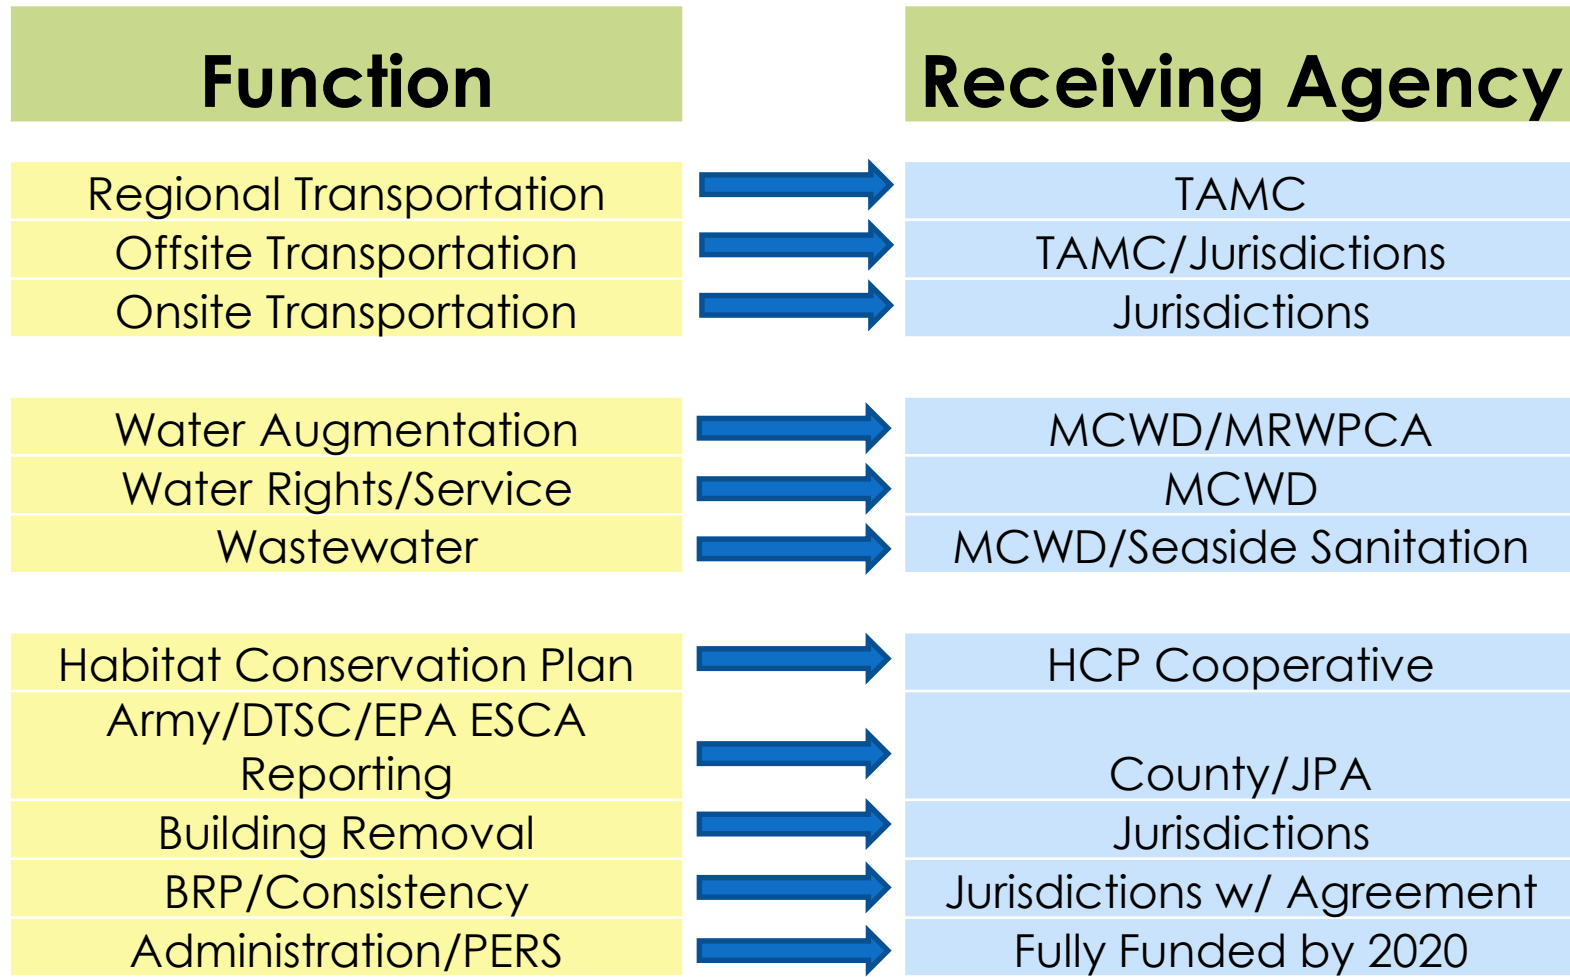 Function Receiving Agency
Regional Transportation TAMC
Offsite Transportation TAMC/Jurisdictions
Onsite Transportation Jurisdictions
Water Augmentation MCWD/MRWPCA
Water Rights/Service MCWD
Wastewater MCWD/Seaside Sanitation
Habitat Conservation Plan HCP Cooperative
Army/DTSC/EPA ESCA
Reporting County/JPA
Building Removal Jurisdictions
BRP/Consistency Jurisdictions w/ Agreement
Administration/PERS Fully Funded by 2020